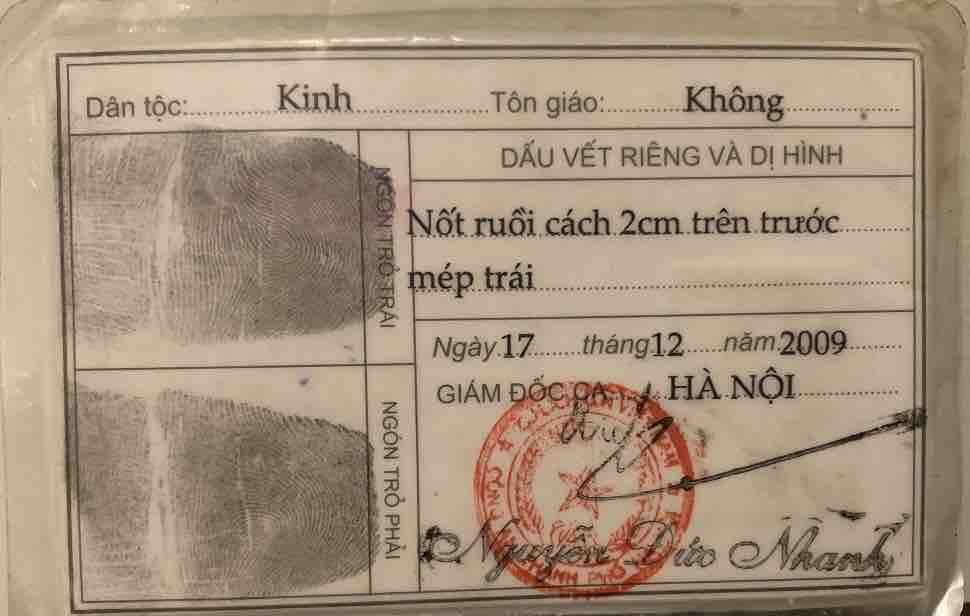 Dân tộc: Kinh Tôn giáo: Không
DẤU VẾT RIÊNG VÀ DỊ HÌNH
NGÓN TRỎ TRÁI
Nốt ruồi cách 2cm trên trước
mép trái
Ngày 17 tháng 12 năm 2009
GIÁM ĐỐC CA HÀ NỘI
NGÓN TRỎ PHẢI
Nguyễn Đức Nhanh